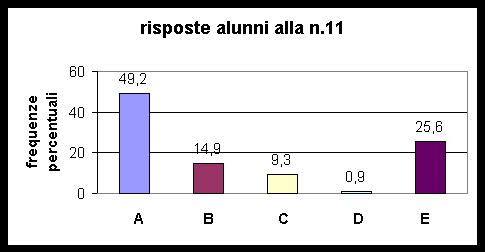 risposte alunni alla n.11
frequenze
percentuali
60
40
20
0
49,2
14,9
9,3
0,9
25,6
A B C D E